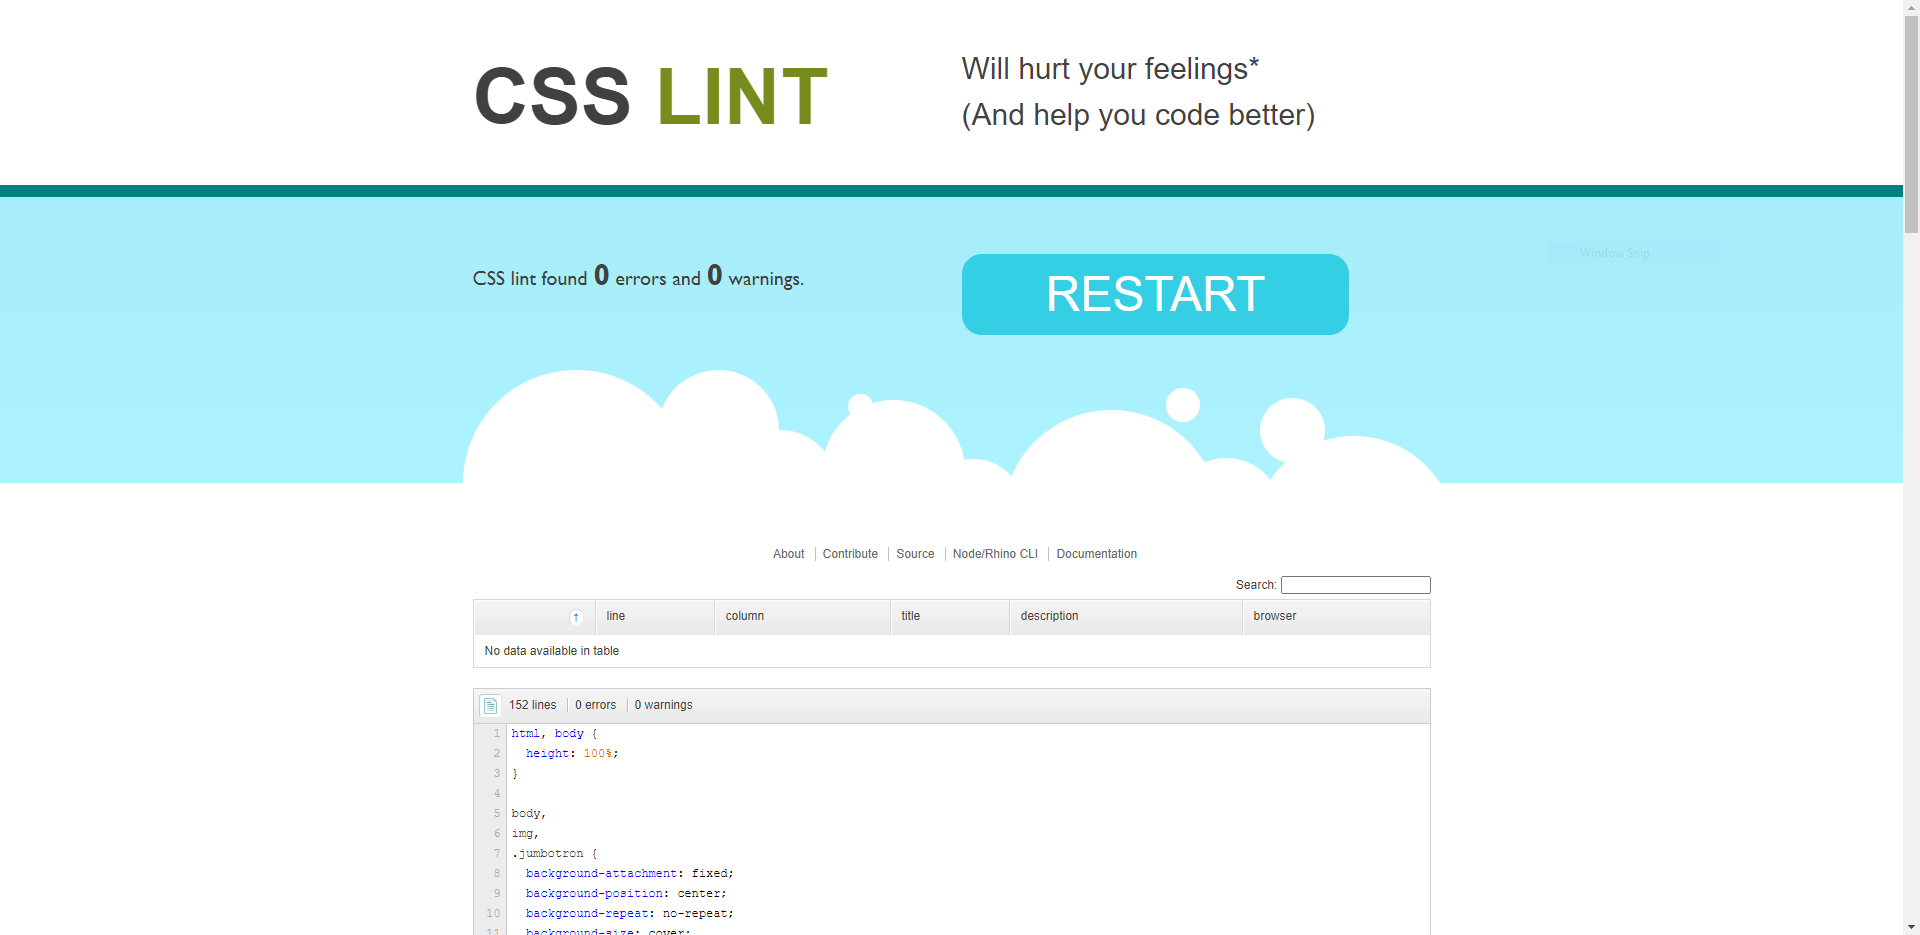 CSS LINT
Will hurt your feelings*
(And help you code better)
CSS lint found 0 errors and 0 warnings.
RESTART
Window Snip
About
Contribute
Source
Node/Rhino CLI
Documentation
Search:
↑ line column title description browser
No data available in table
152 lines 0 errors 0 warnings
1 html, body {
2 height: 100%;
3 }
4
5 body,
6 img,
7 .jumbotron {
8 background-attachment: fixed;
9 background-position: center;
10 background-repeat: no-repeat;
11 background-size: cover;